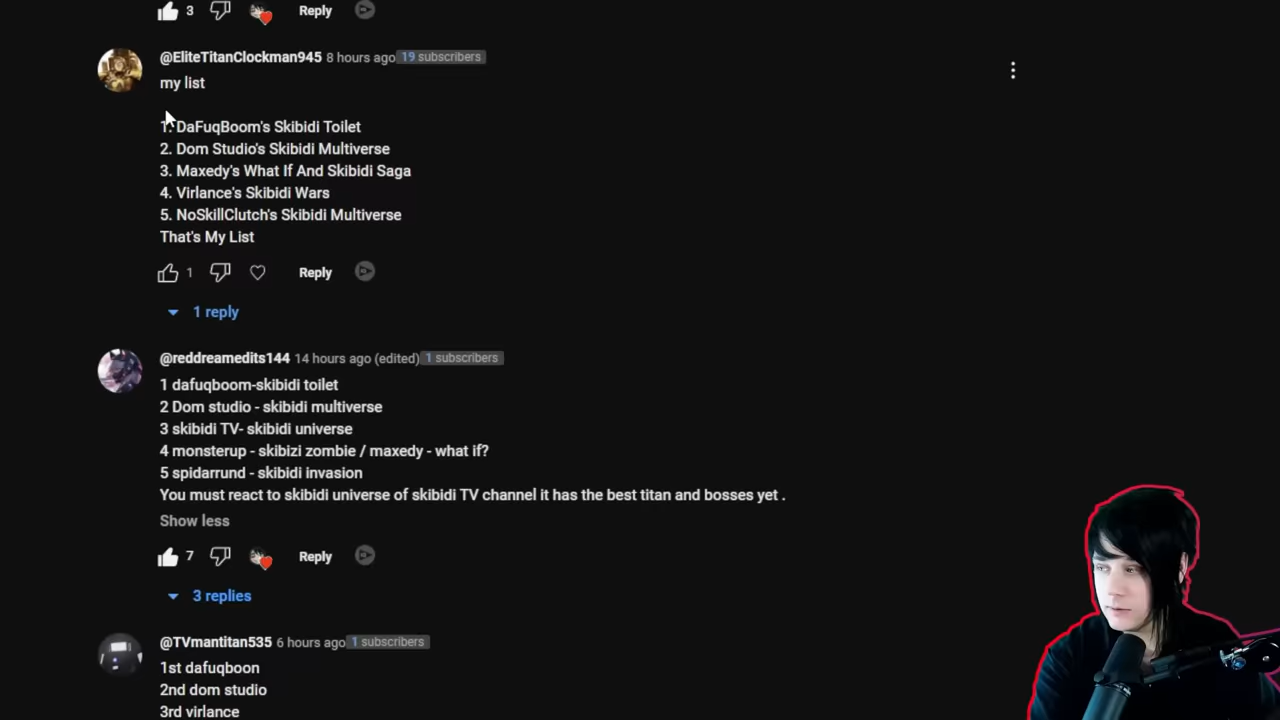 3 Reply
@EliteTitanClockman945 8 hours ago 19 subscribers
my list
1. DaFuqBoom's Skibidi Toilet
2. Dom Studio's Skibidi Multiverse
3. Maxedy's What If And Skibidi Saga
4. Virlance's Skibidi Wars
5. NoSkillClutch's Skibidi Multiverse
That's My List
1 Reply
1 reply
@reddreamedits144 14 hours ago (edited) 1 subscribers
1 dafuqboom-skibidi toilet
2 Dom studio - skibidi multiverse
3 skibidi TV- skibidi universe
4 monsterup - skibizi zombie / maxedy - what if?
5 spidarrund - skibidi invasion
You must react to skibidi universe of skibidi TV channel it has the best titan and bosses yet .
Show less
7 Reply
3 replies
@TVmantitan535 6 hours ago 1 subscribers
1st dafuqboon
2nd dom studio
3rd virlance